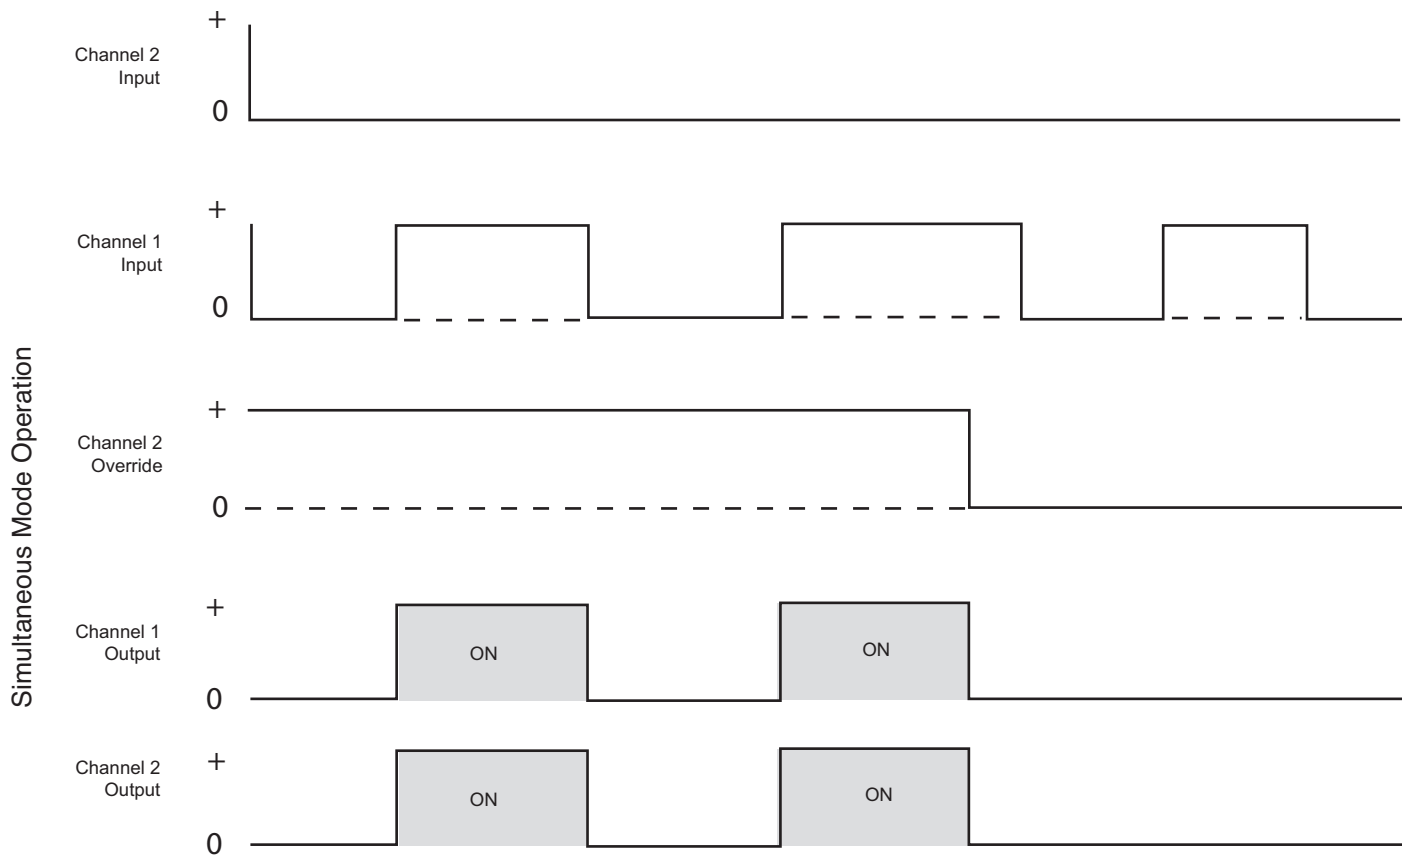 Simultaneous Mode Operation
+
Channel 2
Input
0
+
Channel 1
Input
0
+
Channel 2
Override
0
+
Channel 1
Output
ON
ON
0
+
Channel 2
Output
ON
ON
0